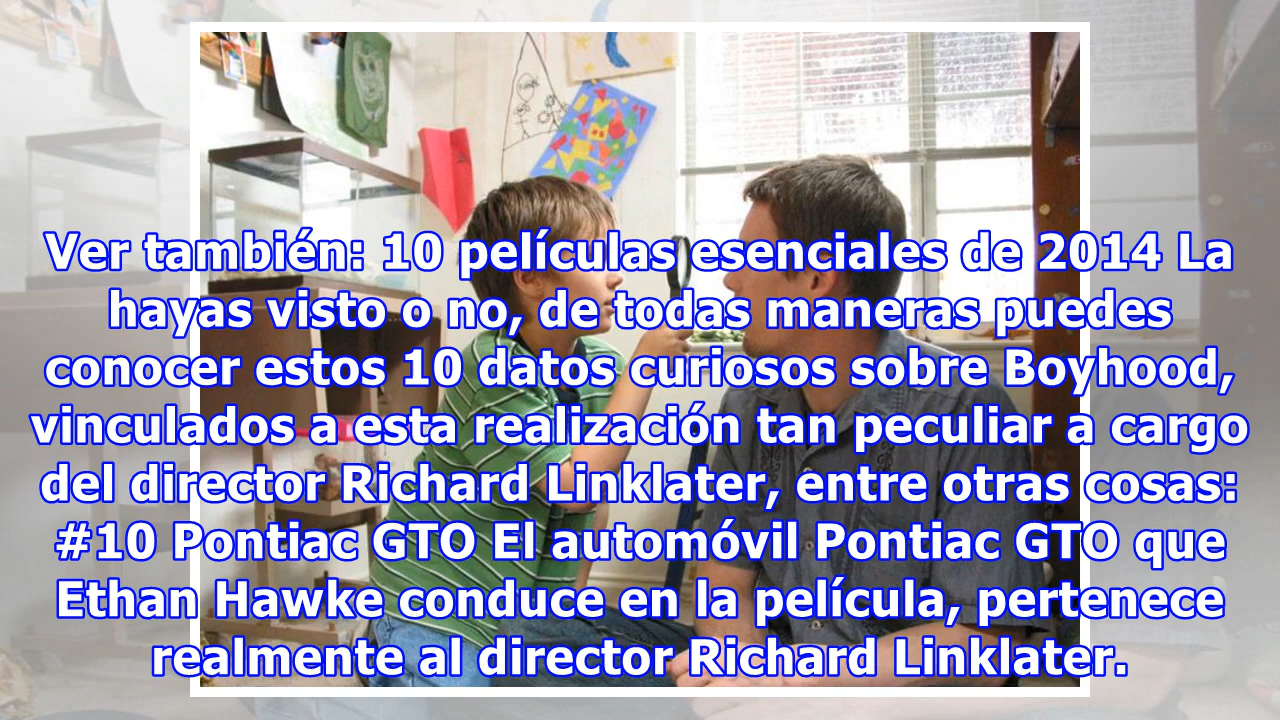 Ver también: 10 películas esenciales de 2014 La
hayas visto o no, de todas maneras puedes
conocer estos 10 datos curiosos sobre Boyhood,
vinculados a esta realización tan peculiar a cargo
del director Richard Linklater, entre otras cosas:
#10 Pontiac GTO El automóvil Pontiac GTO que
Ethan Hawke conduce en la película, pertenece
realmente al director Richard Linklater.